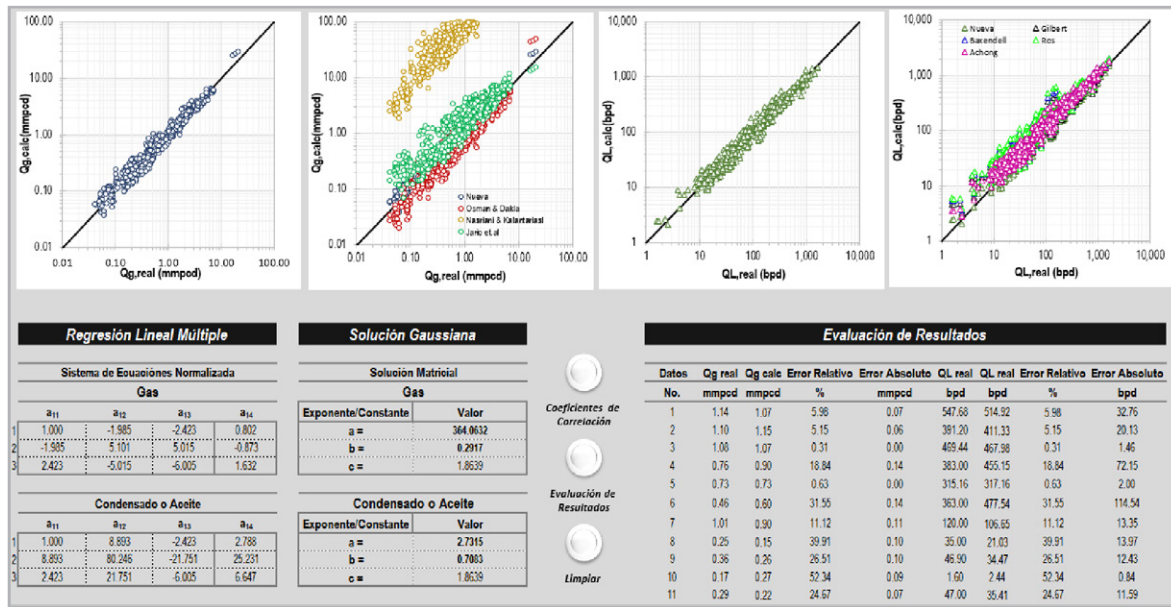 100.00
10.00
1.00
0.10
0.01
0.01 0.10 1.00 10.00 100.00
Qg,calc(mmpcd)
Qg,real (mmpcd)
100.00
10.00
1.00
0.10
0.01
0.01 0.10 1.00 10.00 100.00
Qg,calc(mmpcd)
Qg,real (mmpcd)
Nueva
Osman & Dokla
Nasriani & Kalantariasl
Jario et al
10,000
1,000
100
10
1
1 10 100 1,000 10,000
QL,calc(bpd)
QL,real (bpd)
10,000
1,000
100
10
1
1 10 100 1,000 10,000
QL,calc(bpd)
QL,real (bpd)
Nueva Gilbert
Baxendell Ros
Achong
Regresión Lineal Múltiple
Sistema de Ecuaciónes Normalizada
Gas
a11 a12 a13 a14
1 1.000 -1.985 -2.423 0.802
2 -1.985 5.101 5.015 -0.873
3 2.423 -5.015 -6.005 1.632
Condensado o Aceite
a11 a12 a13 a14
1 1.000 8.893 -2.423 2.788
2 8.893 80.246 -21.751 25.231
3 2.423 21.751 -6.005 6.647
Solución Gaussiana
Solución Matricial
Gas
Exponente/Constante Valor
a = 364.0632
b = 0.2917
c = 1.8639
Condensado o Aceite
Exponente/Constante Valor
a = 2.7315
b = 0.7083
c = 1.8639
Coeficientes de
Correlación
Evaluación de
Resultados
Limpiar
Evaluación de Resultados
Datos Qg real Qg calc Error Relativo Error Absoluto QL real QL real Error Relativo Error Absoluto
No. mmpcd mmpcd % mmpcd bpd bpd % bpd
1 1.14 1.07 5.98 0.07 547.68 514.92 5.98 32.76
2 1.10 1.15 5.15 0.06 391.20 411.33 5.15 20.13
3 1.08 1.07 0.31 0.00 469.44 467.98 0.31 1.46
4 0.76 0.90 18.84 0.14 383.00 455.15 18.84 72.15
5 0.73 0.73 0.63 0.00 315.16 317.16 0.63 2.00
6 0.46 0.60 31.55 0.14 363.00 477.54 31.55 114.54
7 1.01 0.90 11.12 0.11 120.00 106.65 11.12 13.35
8 0.25 0.15 39.91 0.10 35.00 21.03 39.91 13.97
9 0.36 0.26 26.51 0.10 46.90 34.47 26.51 12.43
10 0.17 0.27 52.34 0.09 1.60 2.44 52.34 0.84
11 0.29 0.22 24.67 0.07 47.00 35.41 24.67 11.59